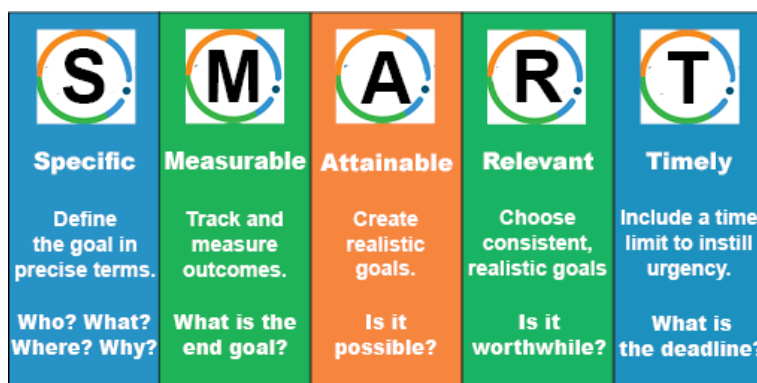 S
Specific
Define
the goal in
precise terms.
Who? What?
Where? Why?
M
Measurable
Track and
measure
outcomes.
What is the
end goal?
A
Attainable
Create
realistic
goals.
Is it
possible?
R
Relevant
Choose
consistent,
realistic goals
Is it
worthwhile?
T
Timely
Include a time
limit to instill
urgency.
What is
the deadline?